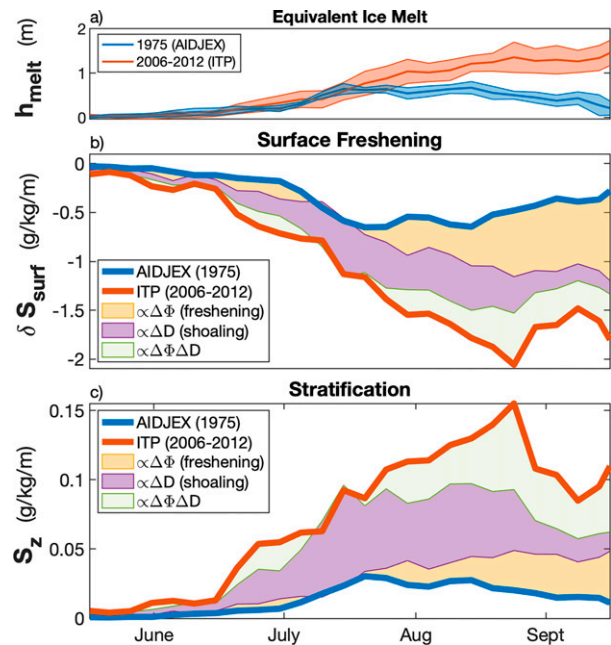 a) Equivalent Ice Melt
h_melt (m)
2
1
0
1975 (AIDJEX)
2006-2012 (ITP)
b) Surface Freshening
δ S_surf (g/kg/m)
0
-0.5
-1
-1.5
-2
AIDJEX (1975)
ITP (2006-2012)
∝ΔΦ (freshening)
∝ΔD (shoaling)
∝ΔΦΔD
c) Stratification
S_z (g/kg/m)
0.15
0.1
0.05
0
AIDJEX (1975)
ITP (2006-2012)
∝ΔΦ (freshening)
∝ΔD (shoaling)
∝ΔΦΔD
June July Aug Sept